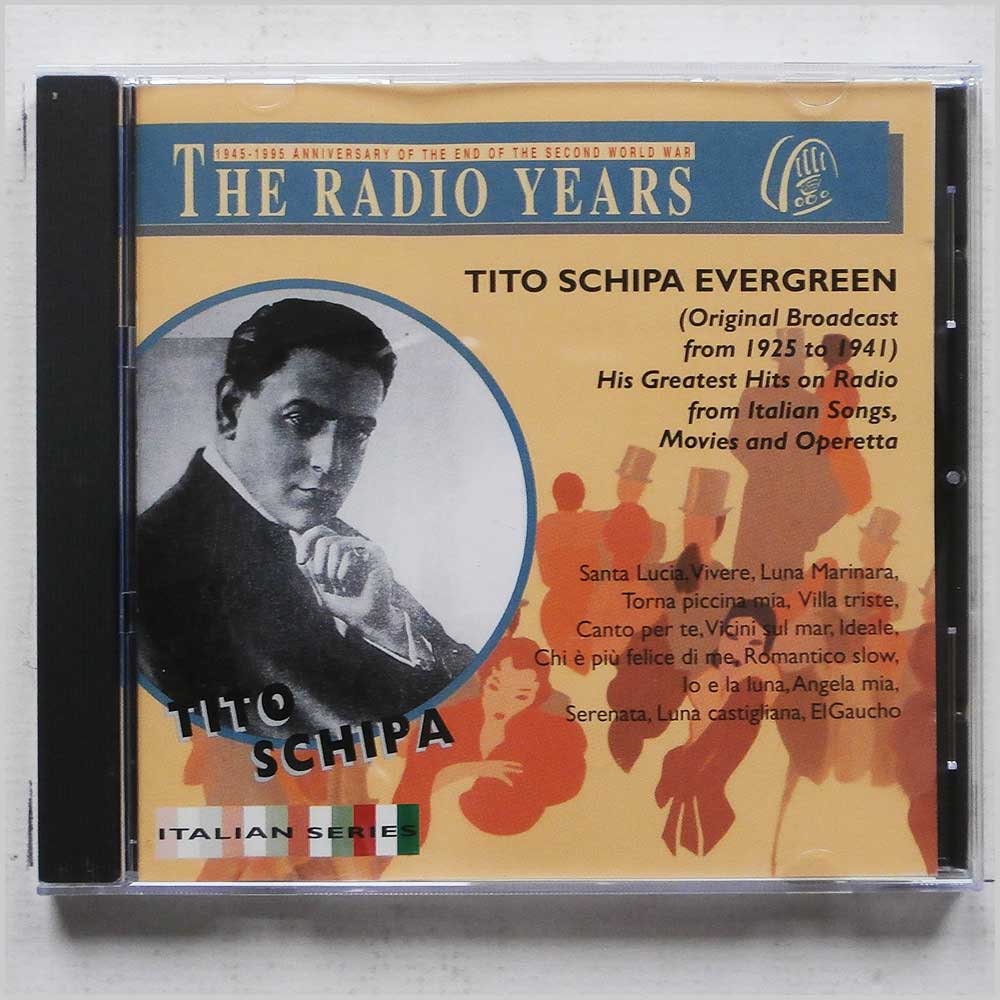 1945-1995 ANNIVERSARY OF THE END OF THE SECOND WORLD WAR
THE RADIO YEARS
TITO SCHIPA EVERGREEN
(Original Broadcast
from 1925 to 1941)
His Greatest Hits on Radio
from Italian Songs,
Movies and Operetta
Santa Lucia, Vivere, Luna Marinara,
Torna piccina mia, Villa triste,
Canto per te, Vicini sul mar, Ideale,
Chi è più felice di me, Romantico slow,
Io e la luna, Angela mia,
Serenata, Luna castigliana, ElGaucho
TITO
SCHIPA
ITALIAN SERIES